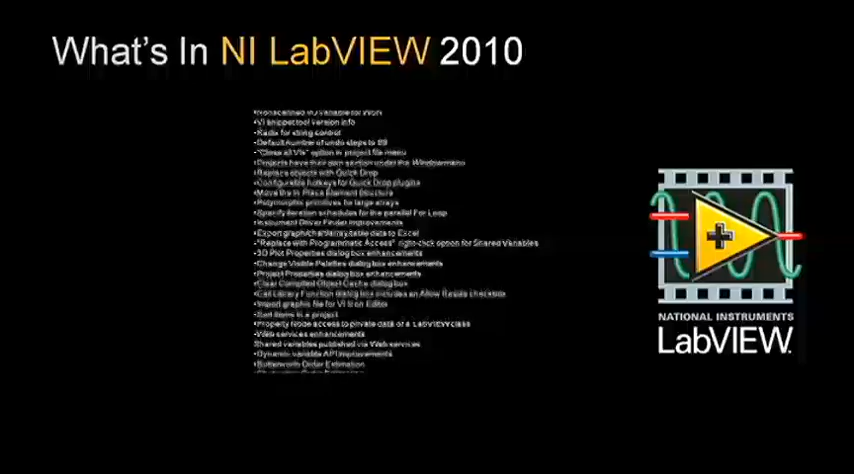 What's In NI LabVIEW 2010
•VI snippet tool version info
•Radix for string control
•Default number of undo steps to 99
•"Close all VIs" option in project file menu
•Projects have their own section under the Window menu
•Replace objects with Quick Drop
•Configurable hotkeys for Quick Drop plugins
•Move the In Place Element Structure
•Polymorphic primitives for large arrays
•Specify iteration schedules for the parallel For Loop
•Instrument Driver Finder improvements
•Export graph/chart/array/table data to Excel
•"Replace with Programmatic Access" right-click option for Shared Variables
•3D Plot Properties dialog box enhancements
•Change Visible Palettes dialog box enhancements
•Project Properties dialog box enhancements
•Clear Compiled Object Cache dialog box
•Call Library Function dialog box includes an Allow Resize checkbox
•Import graphic file for VI Icon Editor
•Sort items in a project
•Property Node access to private data of a LabVIEW class
•Web services enhancements
Shared variables published via Web services
•Dynamic variable API improvements
•Butterworth Order Estimation
NATIONAL INSTRUMENTS
LabVIEW